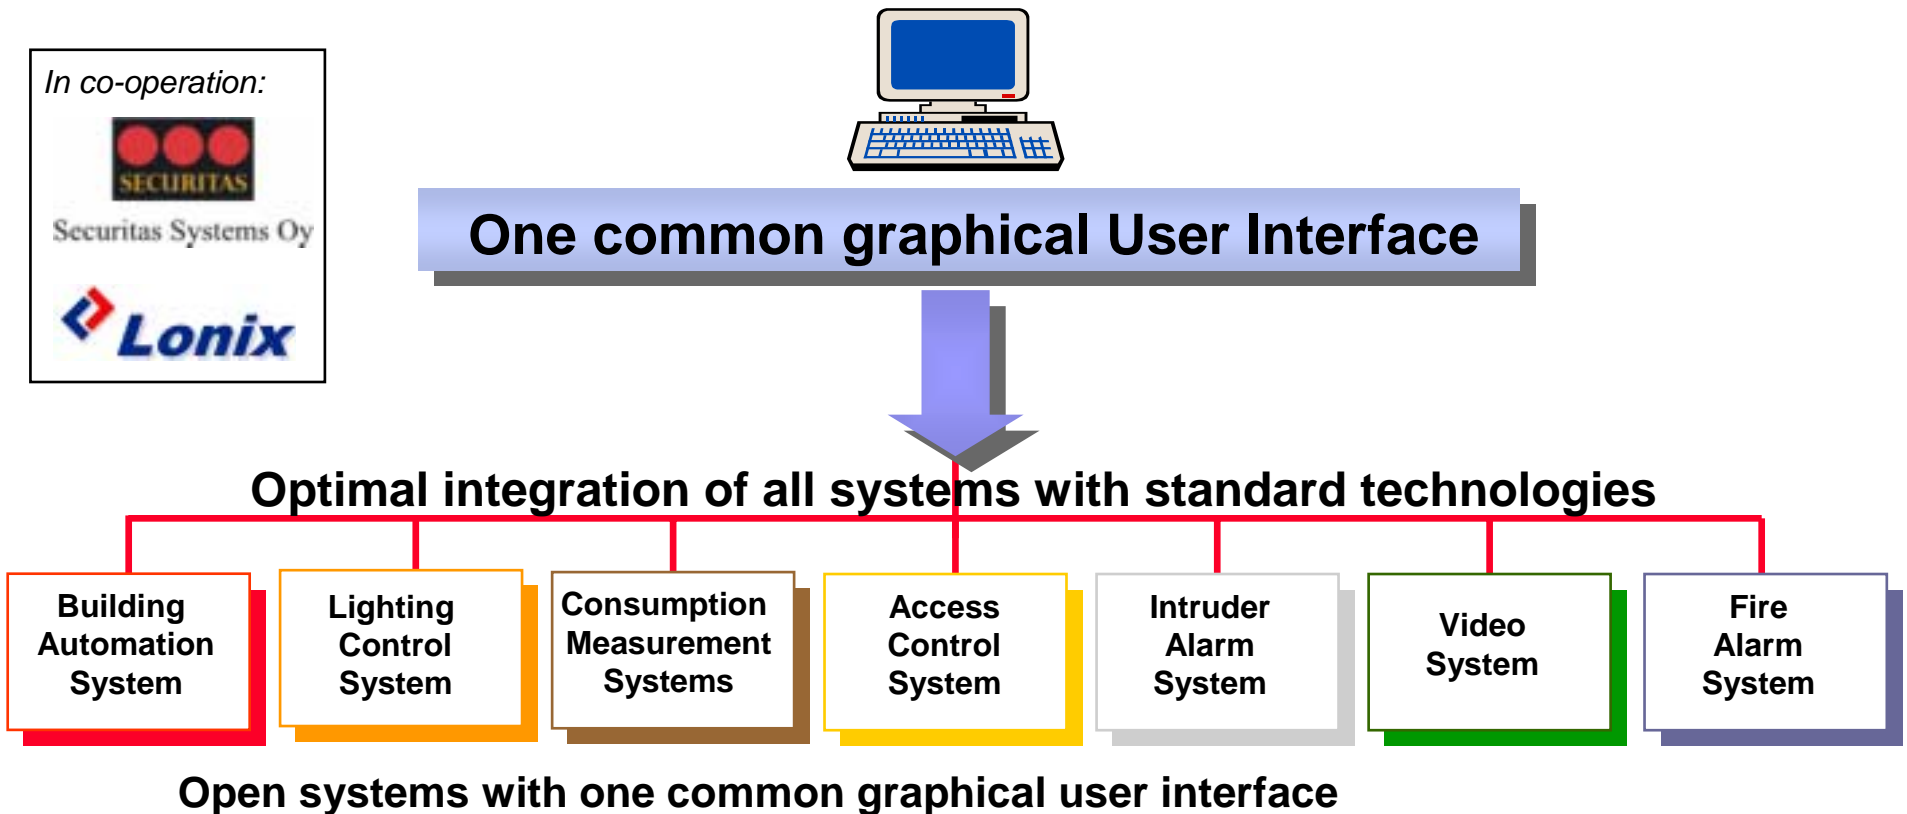 In co-operation:
SECURITAS
Securitas Systems Oy
Lonix
One common graphical User Interface
Optimal integration of all systems with standard technologies
Building
Automation
System
Lighting
Control
System
Consumption
Measurement
Systems
Access
Control
System
Intruder
Alarm
System
Video
System
Fire
Alarm
System
Open systems with one common graphical user interface